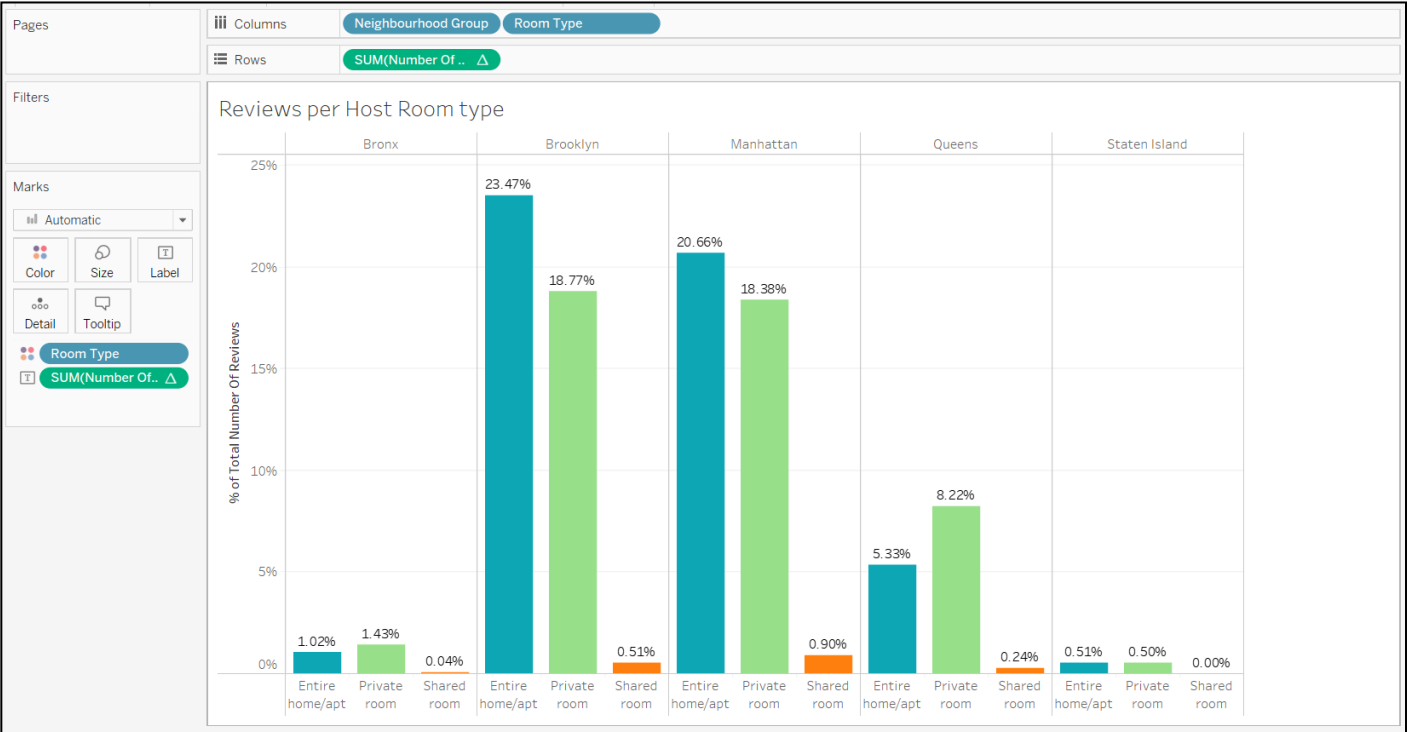 Pages
Columns
Neighbourhood Group
Room Type
Rows
SUM(Number Of ..
Filters
Marks
Automatic
Color
Size
Label
Detail
Tooltip
Room Type
SUM(Number Of..
Reviews per Host Room type
Bronx
Brooklyn
Manhattan
Queens
Staten Island
% of Total Number Of Reviews
25%
20%
15%
10%
5%
0%
1.02%
1.43%
0.04%
23.47%
18.77%
0.51%
20.66%
18.38%
0.90%
5.33%
8.22%
0.24%
0.51%
0.50%
0.00%
Entire
home/apt
Private
room
Shared
room
Entire
home/apt
Private
room
Shared
room
Entire
home/apt
Private
room
Shared
room
Entire
home/apt
Private
room
Shared
room
Entire
home/apt
Private
room
Shared
room